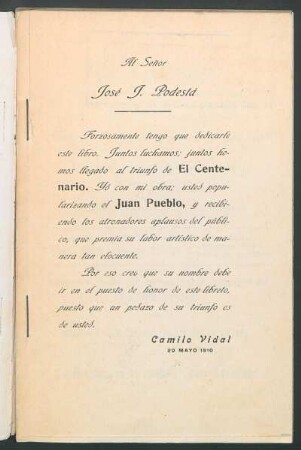 Al Señor
José J. Podestá
Forzosamente tengo que dedicarle
este libro. Juntos luchamos; juntos he-
mos llegado al triunfo de El Cente-
nario. Yo con mi obra; usted popu-
larizando el Juan Pueblo, y recibi-
endo los atronadores aplausos del públi-
co, que premia su labor artística de ma-
nera tan elocuente.
Por eso creo que su nombre debe
ir en el puesto de honor de este libreto,
puesto que un pedazo de su triunfo es
de usted.
Camilo Vidal
20 MAYO 1910